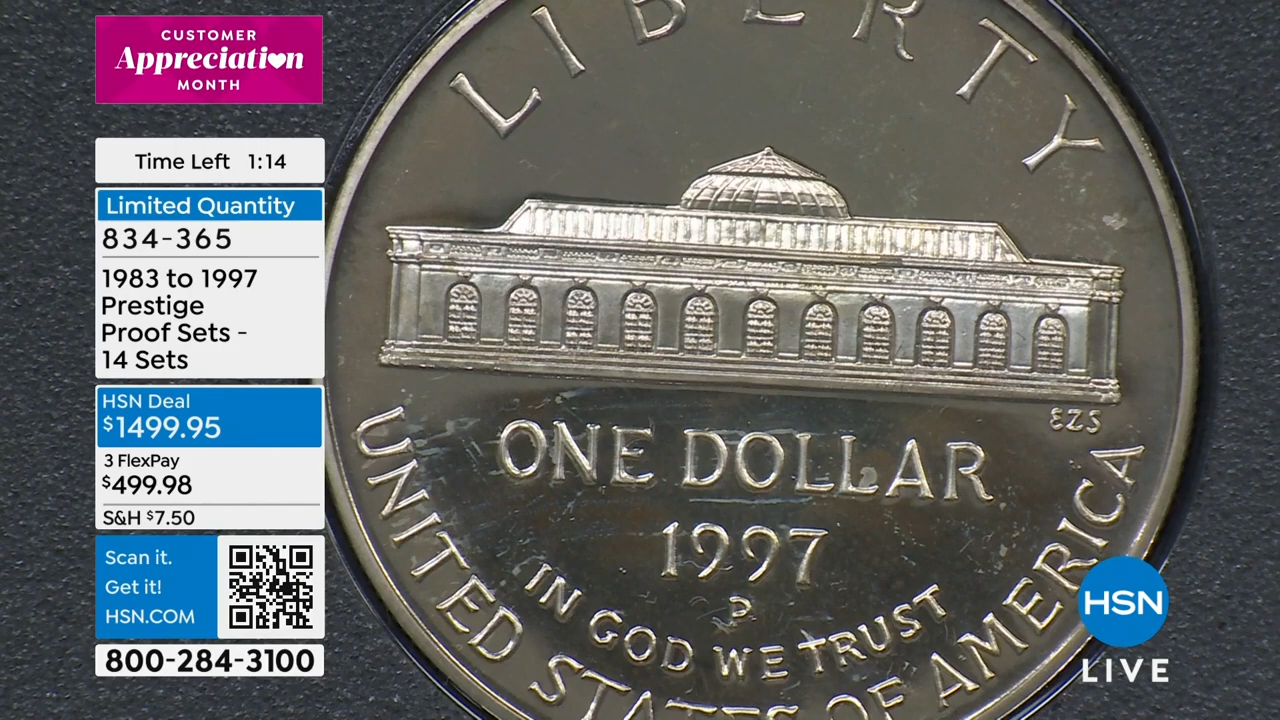 CUSTOMER
Appreciation
MONTH
Time Left 1:14
Limited Quantity
834-365
1983 to 1997
Prestige
Proof Sets -
14 Sets
HSN Deal
$1499.95
3 FlexPay
$499.98
S&H $7.50
Scan it.
Get it!
HSN.COM
800-284-3100
LIBERTY
EZS
ONE DOLLAR
1997
P
IN GOD WE TRUST
UNITED STATES OF AMERICA
HSN
LIVE